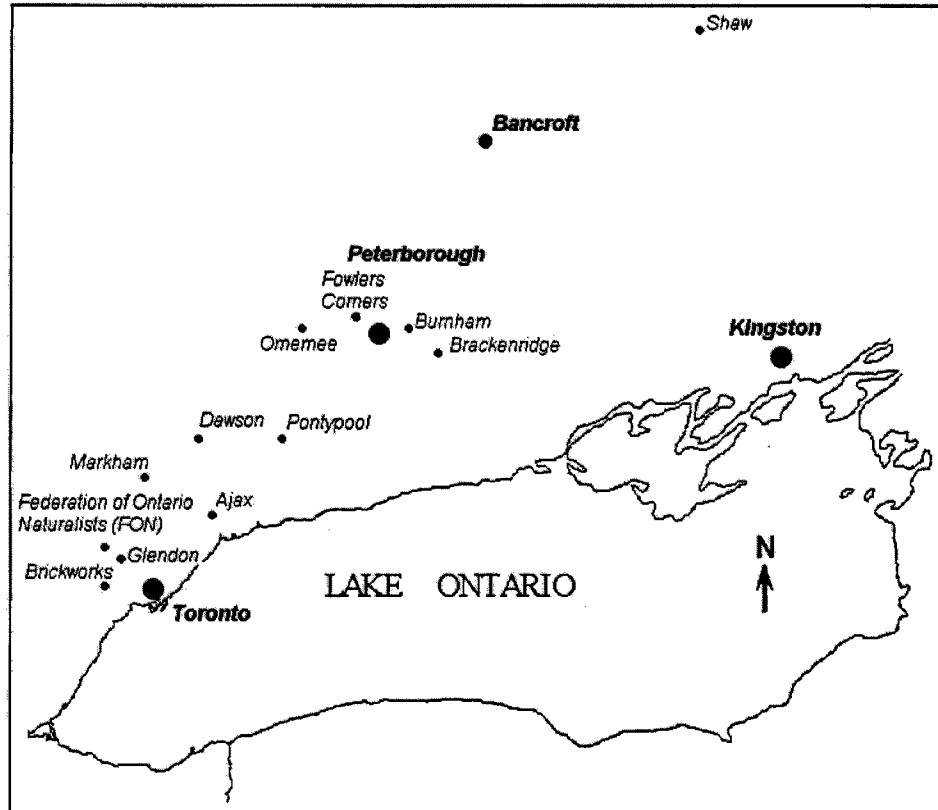 Shaw
Bancroft
Peterborough
Fowlers
Corners
Burnham
Omemee
Brackenridge
Kingston
Dawson
Pontypool
Markham
Federation of Ontario
Naturalists (FON)
Ajax
Glendon
Brickworks
Toronto
LAKE ONTARIO
N